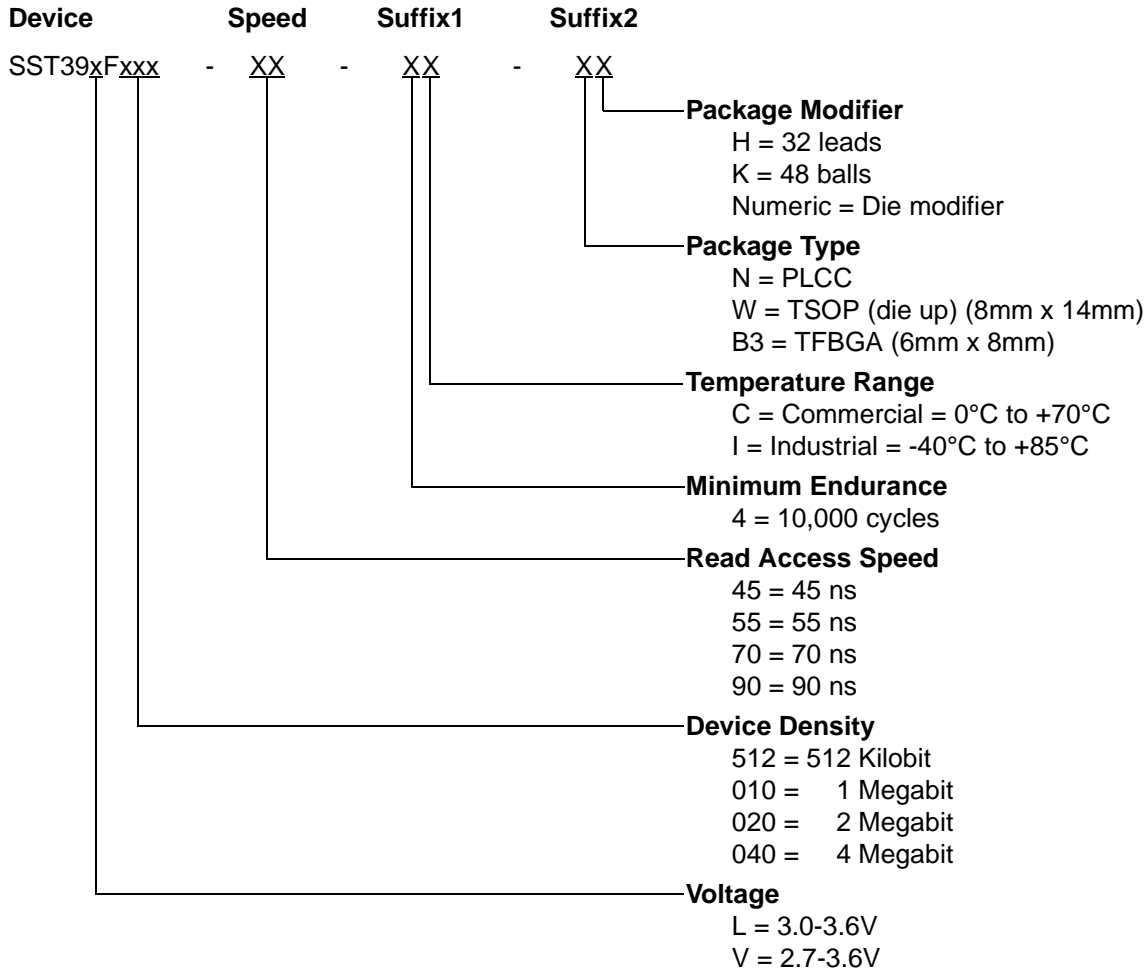 Device Speed Suffix1 Suffix2
SST39xFxxx - XX - XX - XX
Package Modifier
H = 32 leads
K = 48 balls
Numeric = Die modifier
Package Type
N = PLCC
W = TSOP (die up) (8mm x 14mm)
B3 = TFBGA (6mm x 8mm)
Temperature Range
C = Commercial = 0°C to +70°C
I = Industrial = -40°C to +85°C
Minimum Endurance
4 = 10,000 cycles
Read Access Speed
45 = 45 ns
55 = 55 ns
70 = 70 ns
90 = 90 ns
Device Density
512 = 512 Kilobit
010 = 1 Megabit
020 = 2 Megabit
040 = 4 Megabit
Voltage
L = 3.0-3.6V
V = 2.7-3.6V